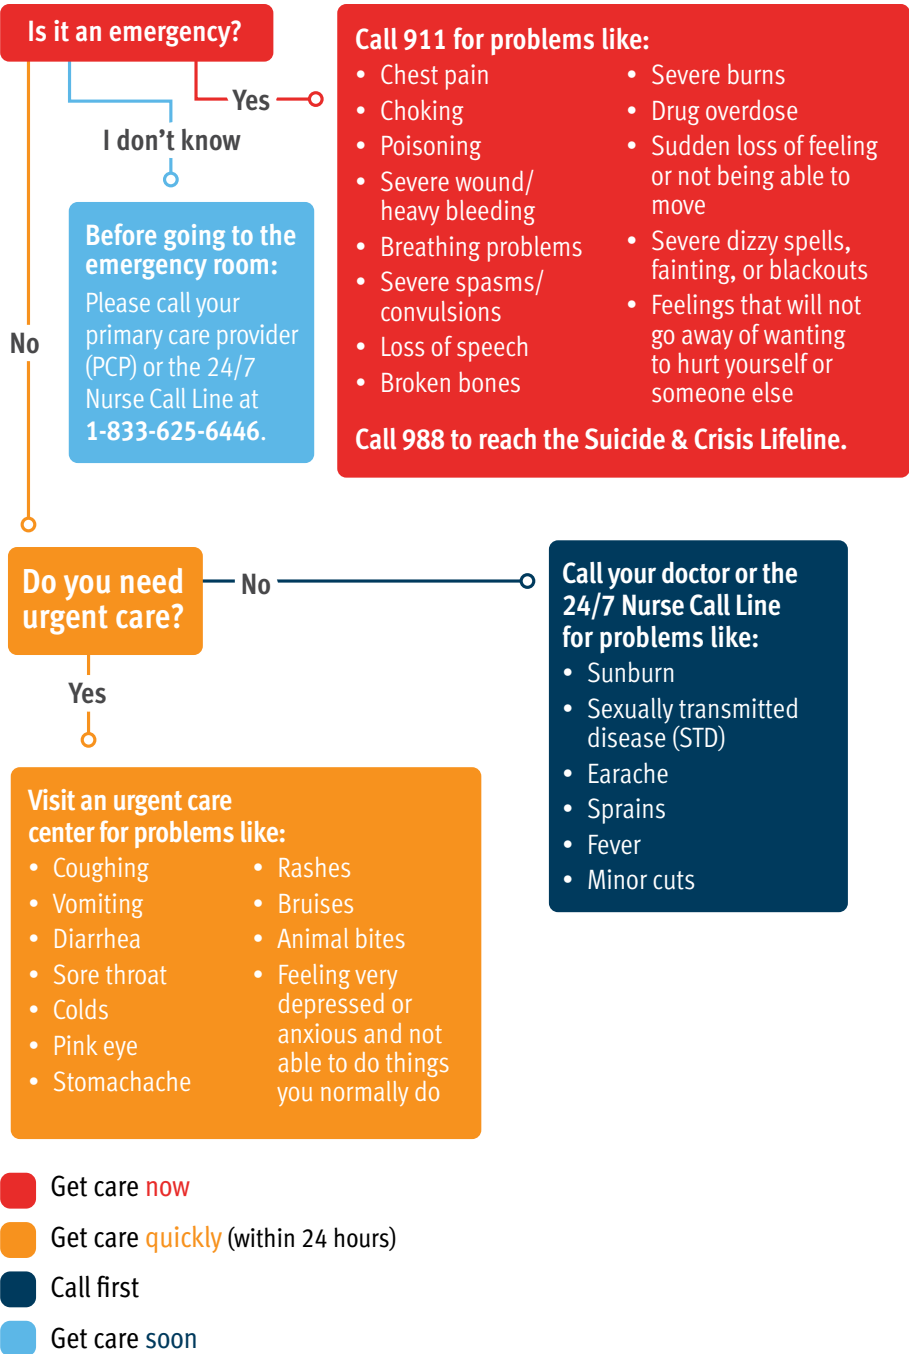 Is it an emergency?
Yes
I don't know
No
Call 911 for problems like:
• Chest pain
• Choking
• Poisoning
• Severe wound/
heavy bleeding
• Breathing problems
• Severe spasms/
convulsions
• Loss of speech
• Broken bones
• Severe burns
• Drug overdose
• Sudden loss of feeling
or not being able to
move
• Severe dizzy spells,
fainting, or blackouts
• Feelings that will not
go away of wanting
to hurt yourself or
someone else
Call 988 to reach the Suicide & Crisis Lifeline.
Before going to the
emergency room:
Please call your
primary care provider
(PCP) or the 24/7
Nurse Call Line at
1-833-625-6446.
Do you need
urgent care?
No
Yes
Call your doctor or the
24/7 Nurse Call Line
for problems like:
• Sunburn
• Sexually transmitted
disease (STD)
• Earache
• Sprains
• Fever
• Minor cuts
Visit an urgent care
center for problems like:
• Coughing
• Vomiting
• Diarrhea
• Sore throat
• Colds
• Pink eye
• Stomachache
• Rashes
• Bruises
• Animal bites
• Feeling very
depressed or
anxious and not
able to do things
you normally do
Get care now
Get care quickly (within 24 hours)
Call first
Get care soon